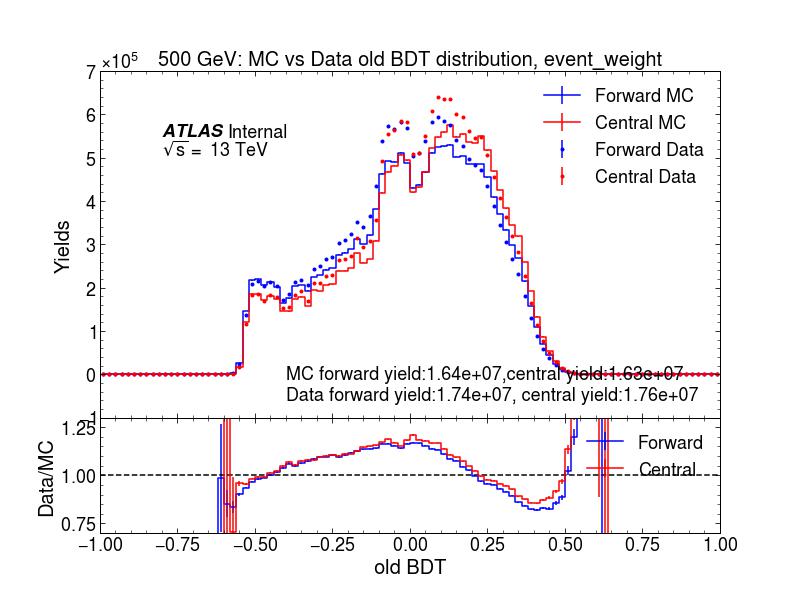 ×10⁵ 500 GeV: MC vs Data old BDT distribution, event_weight
7
6
5
4
3
2
1
0
−1
Yields
ATLAS Internal
√s = 13 TeV
Forward MC
Central MC
Forward Data
Central Data
MC forward yield:1.64e+07,central yield:1.63e+07
Data forward yield:1.74e+07, central yield:1.76e+07
1.25
1.00
0.75
Data/MC
Forward
Central
−1.00 −0.75 −0.50 −0.25 0.00 0.25 0.50 0.75 1.00
old BDT